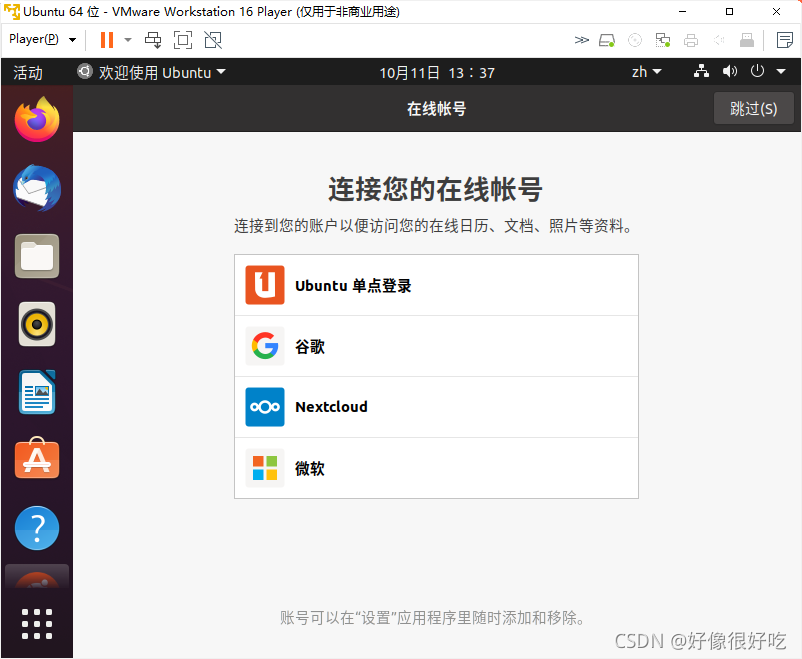 Ubuntu 64 位 - VMware Workstation 16 Player (仅用于非商业用途)
Player(P)
活动
欢迎使用 Ubuntu
10月11日 13：37
zh
在线帐号
跳过(S)
连接您的在线帐号
连接到您的账户以便访问您的在线日历、文档、照片等资料。
Ubuntu 单点登录
谷歌
Nextcloud
微软
账号可以在“设置”应用程序里随时添加和移除。
CSDN @好像很好吃